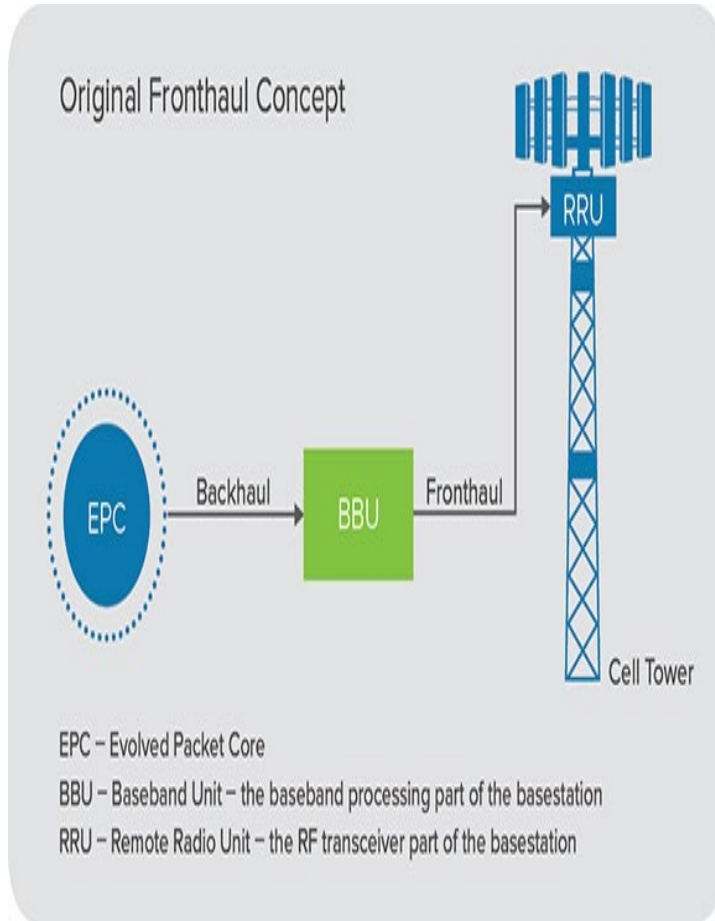 Original Fronthaul Concept
RRU
EPC
Backhaul
BBU
Fronthaul
Cell Tower
EPC – Evolved Packet Core
BBU – Baseband Unit – the baseband processing part of the basestation
RRU – Remote Radio Unit – the RF transceiver part of the basestation